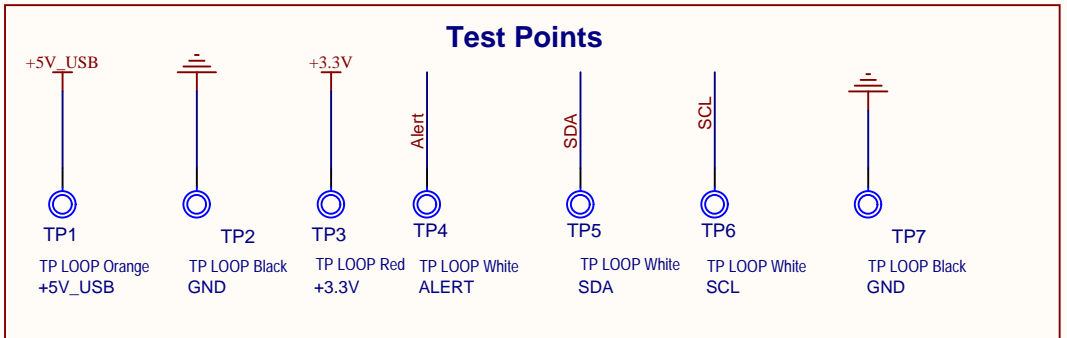 Test Points
+5V_USB
+3.3V
Alert
SDA
SCL
TP1
TP2
TP3
TP4
TP5
TP6
TP7
TP LOOP Orange
TP LOOP Black
TP LOOP Red
TP LOOP White
TP LOOP White
TP LOOP White
TP LOOP Black
+5V_USB
GND
+3.3V
ALERT
SDA
SCL
GND